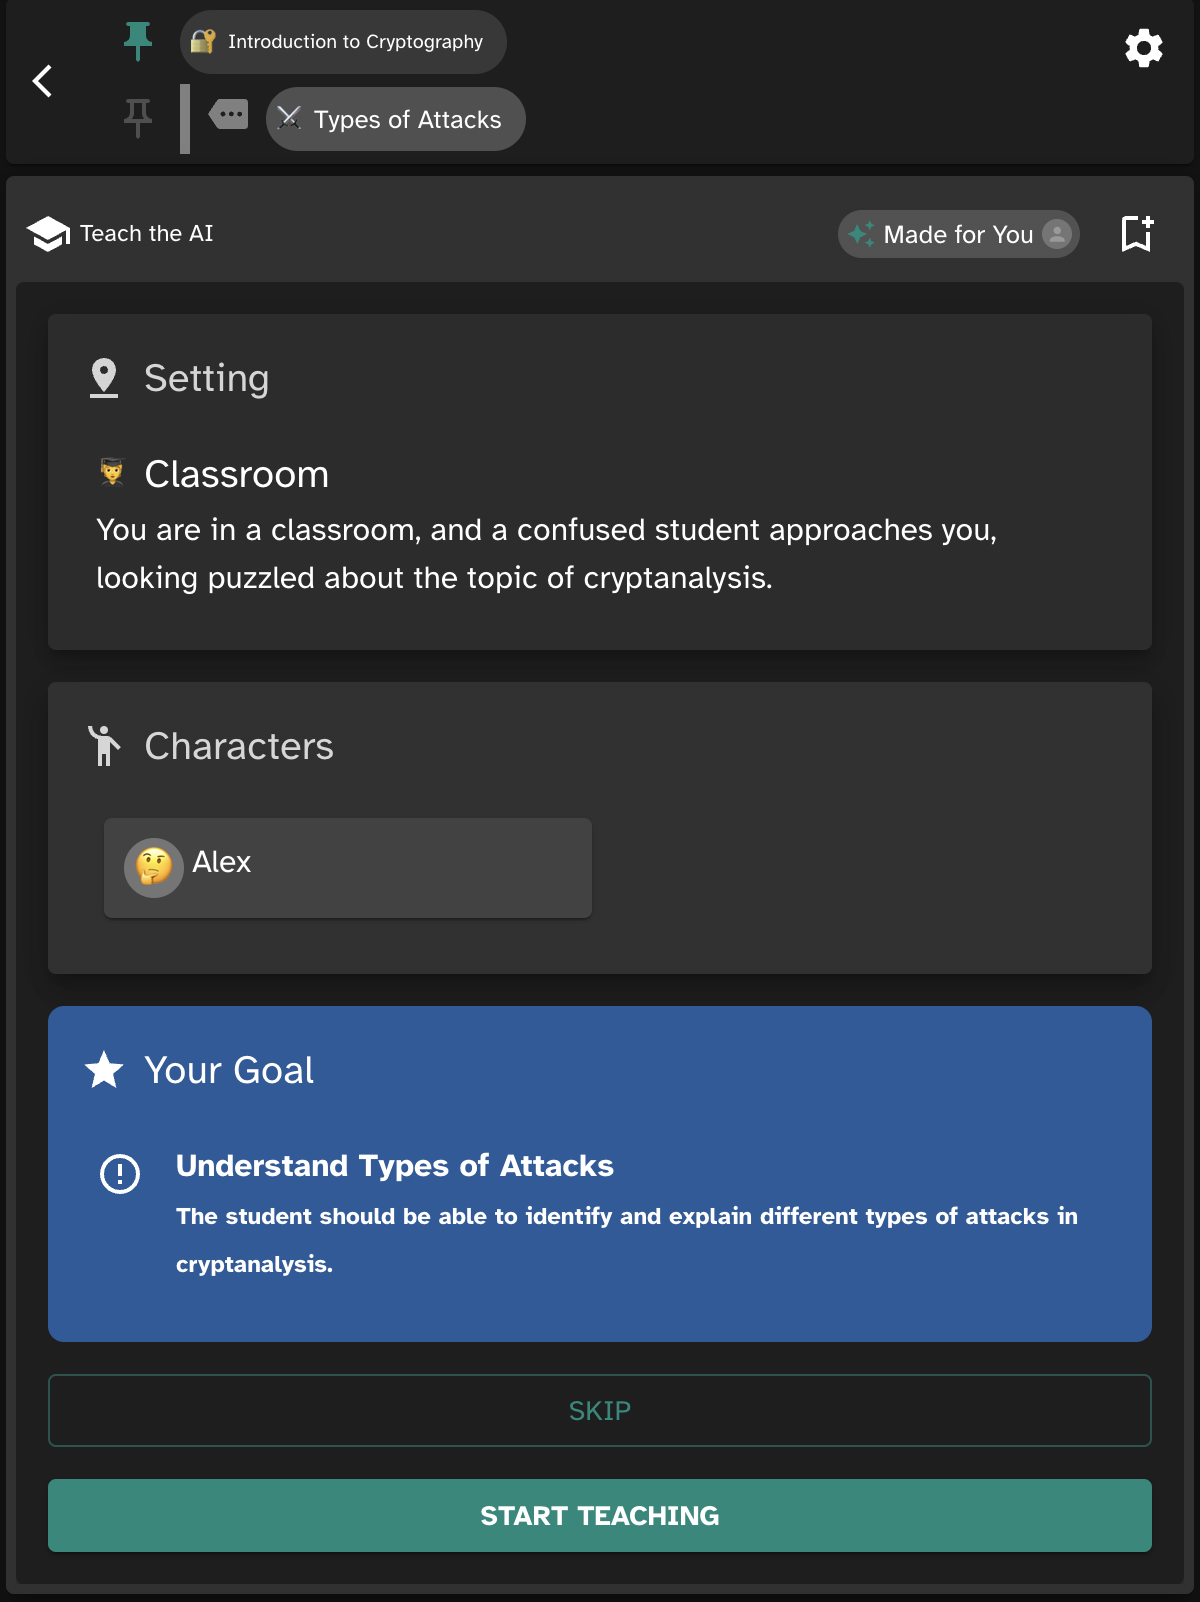 Introduction to Cryptography
Types of Attacks
Teach the AI
Made for You
Setting
Classroom
You are in a classroom, and a confused student approaches you,
looking puzzled about the topic of cryptanalysis.
Characters
Alex
Your Goal
Understand Types of Attacks
The student should be able to identify and explain different types of attacks in
cryptanalysis.
SKIP
START TEACHING